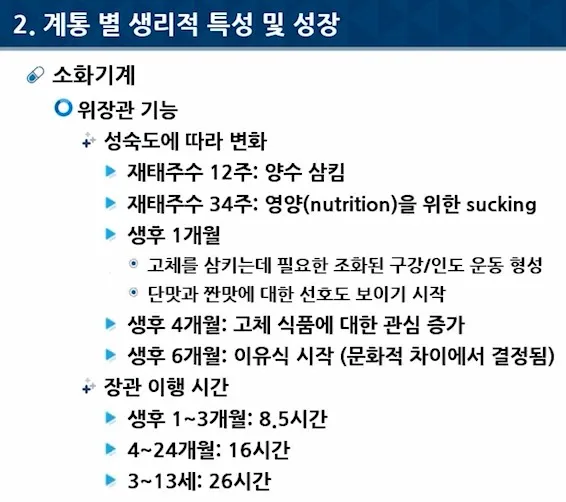 2. 계통 별 생리적 특성 및 성장
소화기계
위장관 기능
성숙도에 따라 변화
재태주수 12주: 양수 삼킴
재태주수 34주: 영양(nutrition)을 위한 sucking
생후 1개월
고체를 삼키는데 필요한 조화된 구강/인도 운동 형성
단맛과 짠맛에 대한 선호도 보이기 시작
생후 4개월: 고체 식품에 대한 관심 증가
생후 6개월: 이유식 시작 (문화적 차이에서 결정됨)
장관 이행 시간
생후 1~3개월: 8.5시간
4~24개월: 16시간
3~13세: 26시간